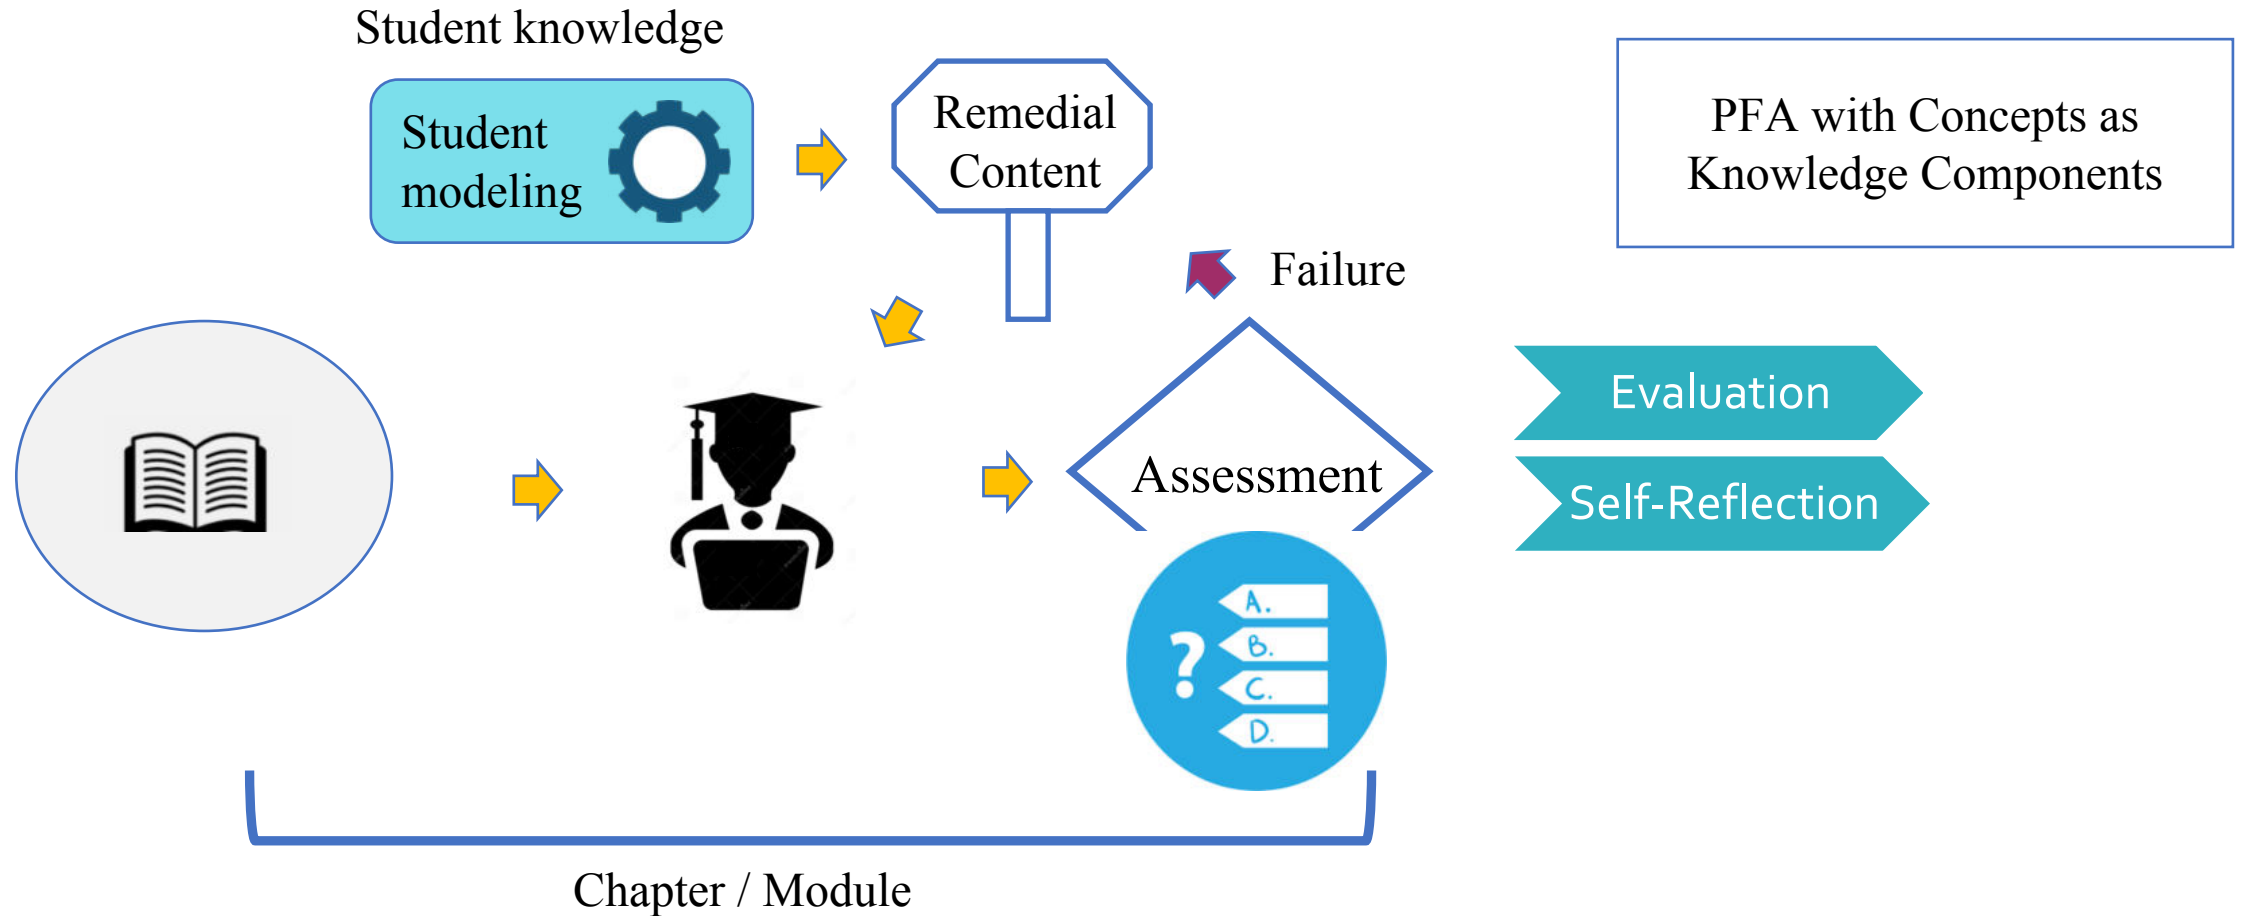 Student knowledge
Student
modeling
Remedial
Content
PFA with Concepts as
Knowledge Components
Failure
Evaluation
Assessment
Self-Reflection
?
A.
B.
C.
D.
Chapter / Module